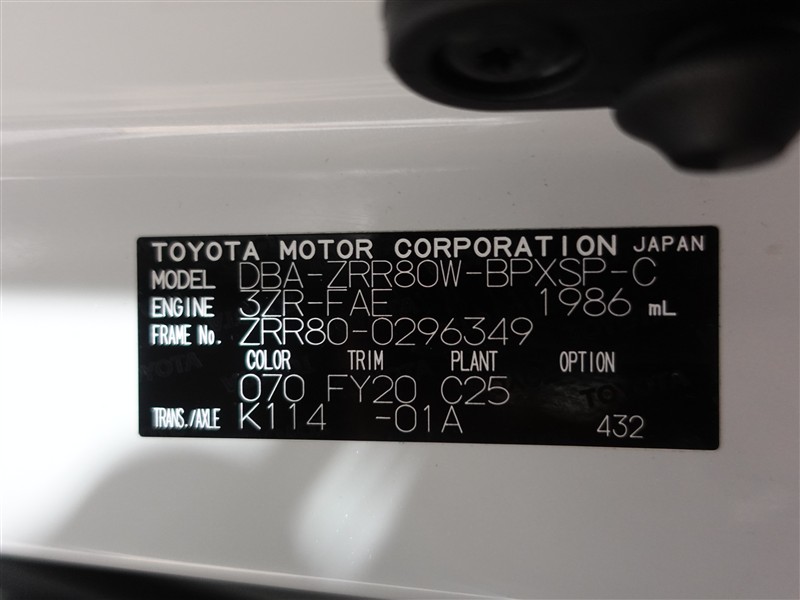 TOYOTA MOTOR CORPORATION JAPAN
MODEL DBA-ZRR80W-BPXSP-C
ENGINE 3ZR-FAE 1986 mL
FRAME No. ZRR80-0296349
COLOR TRIM PLANT OPTION
070 FY20 C25
TRANS./AXLE K114 -01A 432